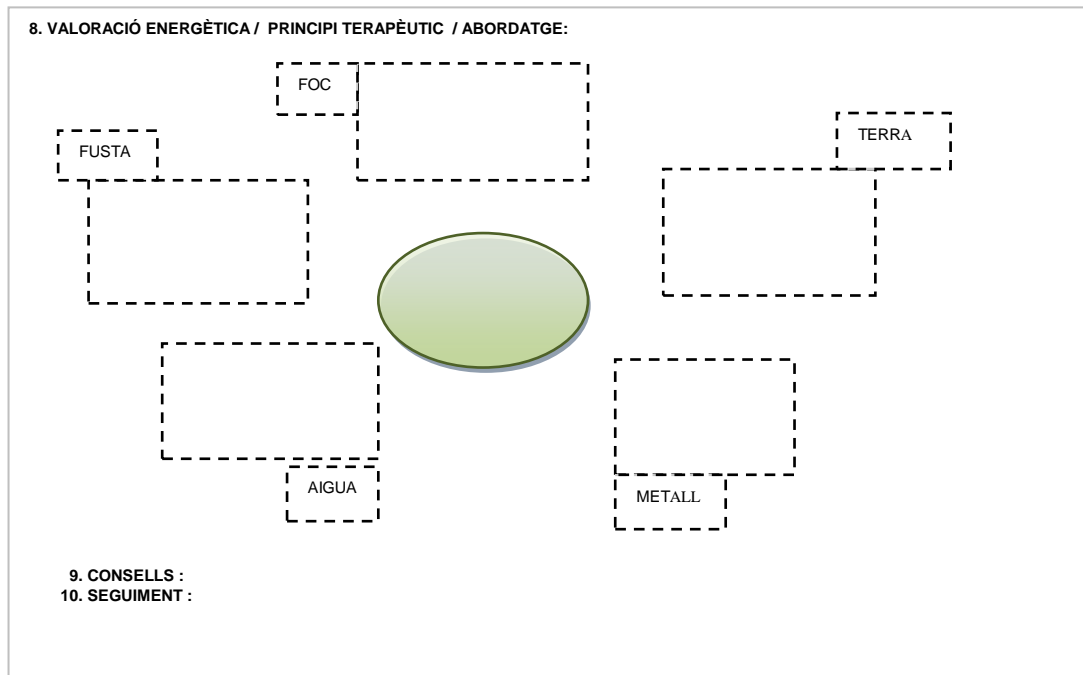 8. VALORACIÓ ENERGÈTICA / PRINCIPI TERAPÈUTIC / ABORDATGE:
FOC
TERRA
FUSTA
AIGUA
METALL
9. CONSELLS :
10. SEGUIMENT :